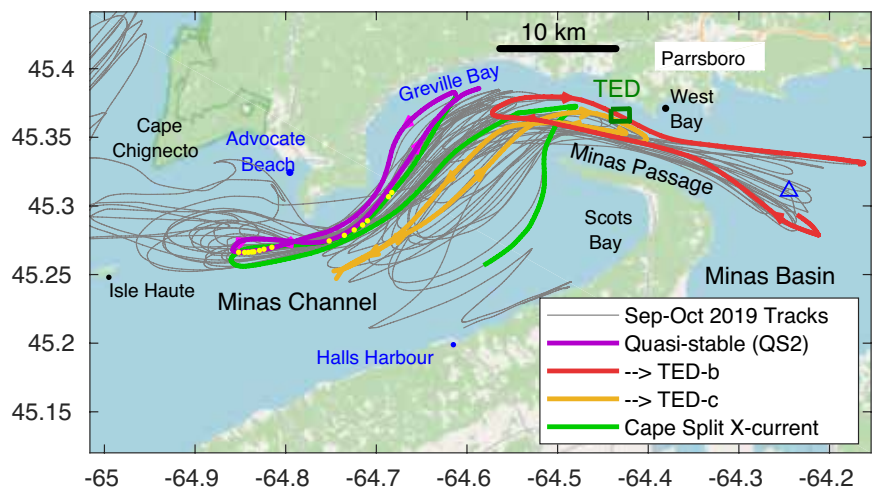 10 km
Parrsboro
45.4
Greville Bay
TED
West
Bay
Cape
Chignecto
45.35
Advocate
Beach
Minas Passage
45.3
Scots
Bay
45.25
Isle Haute
Minas Channel
Minas Basin
Sep-Oct 2019 Tracks
45.2
Halls Harbour
Quasi-stable (QS2)
--> TED-b
45.15
--> TED-c
Cape Split X-current
-65 -64.9 -64.8 -64.7 -64.6 -64.5 -64.4 -64.3 -64.2